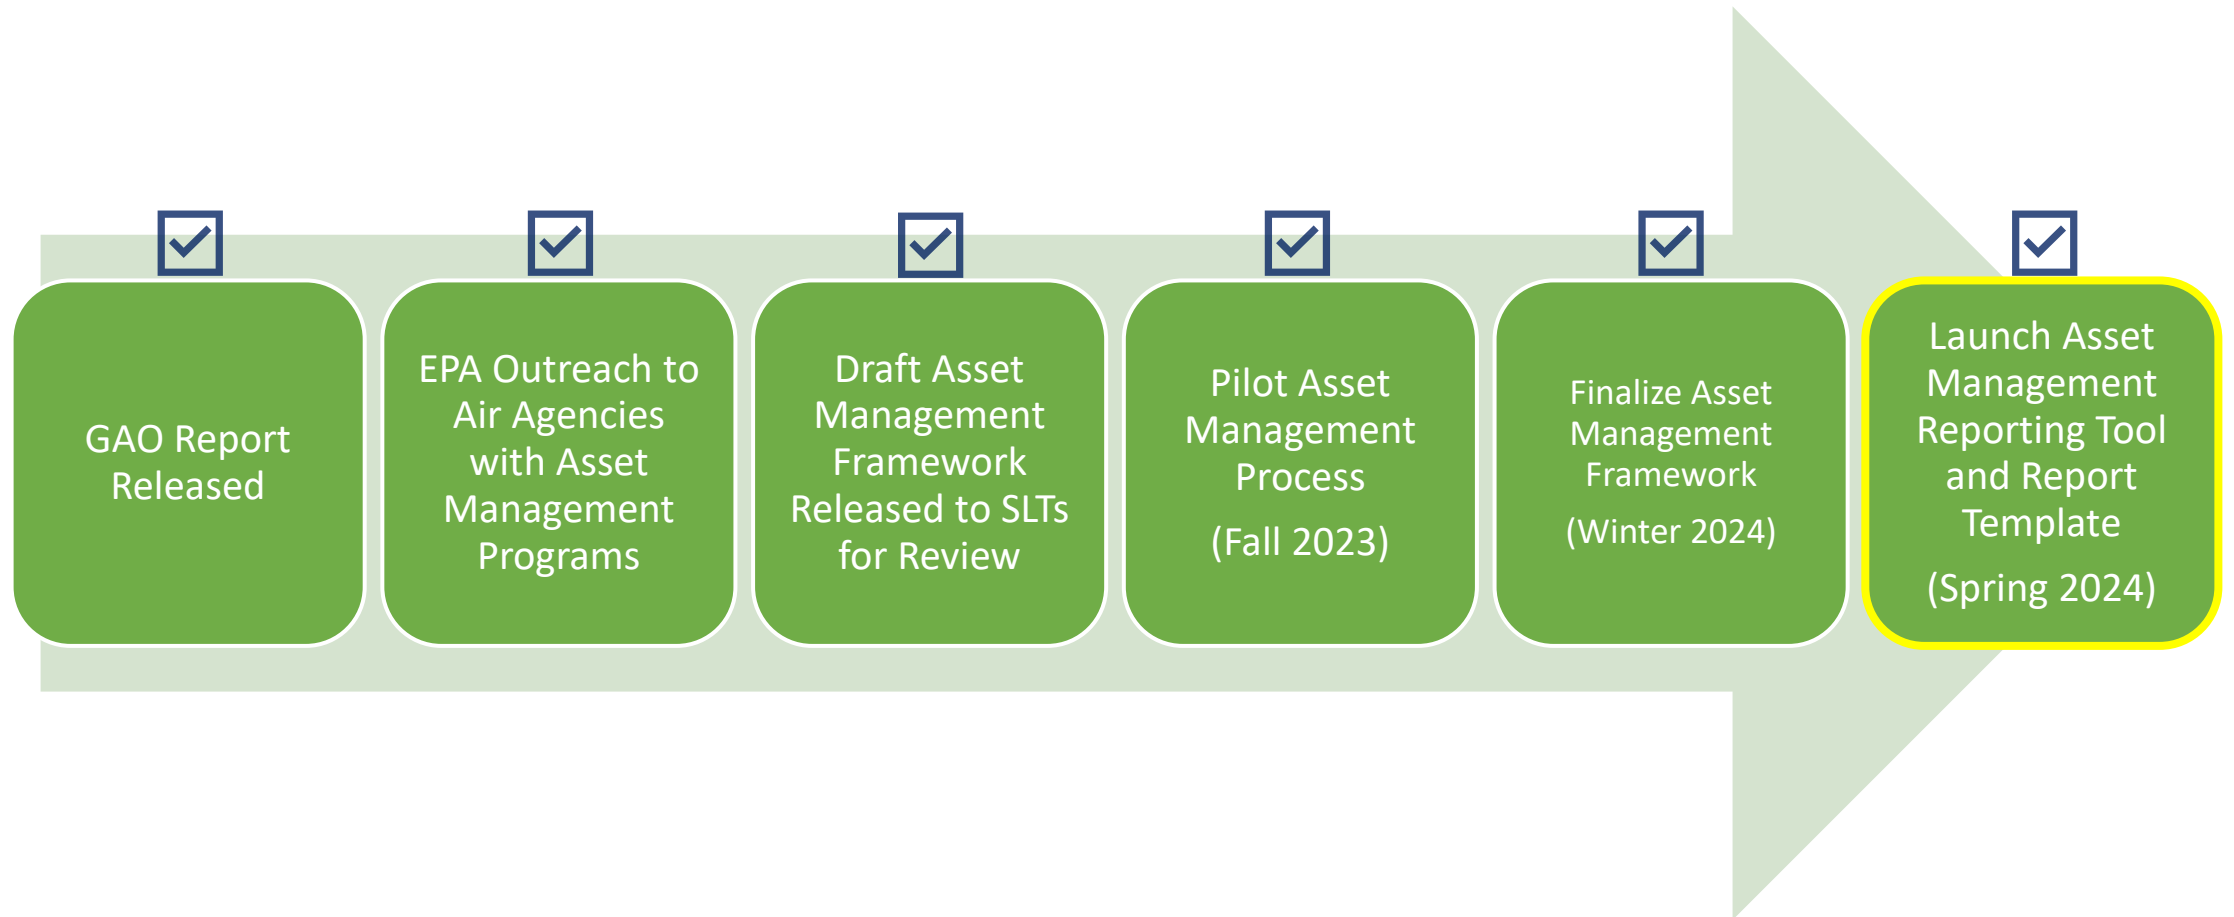 GAO Report
Released
EPA Outreach to
Air Agencies
with Asset
Management
Programs
Draft Asset
Management
Framework
Released to SLTs
for Review
Pilot Asset
Management
Process
(Fall 2023)
Finalize Asset
Management
Framework
(Winter 2024)
Launch Asset
Management
Reporting Tool
and Report
Template
(Spring 2024)